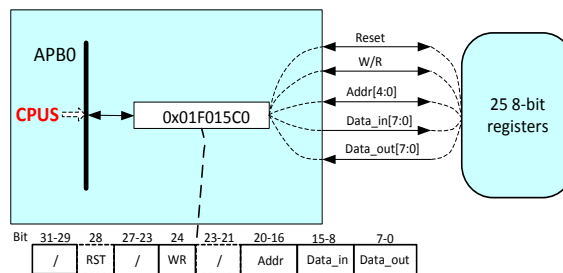 Reset
APB0
W/R
CPUS
0x01F015C0
Addr[4:0]
25 8-bit
registers
Data_in[7:0]
Data_out[7:0]
Bit 31-29 28 27-23 24 23-21 20-16 15-8 7-0
/ RST / WR / Addr Data_in Data_out